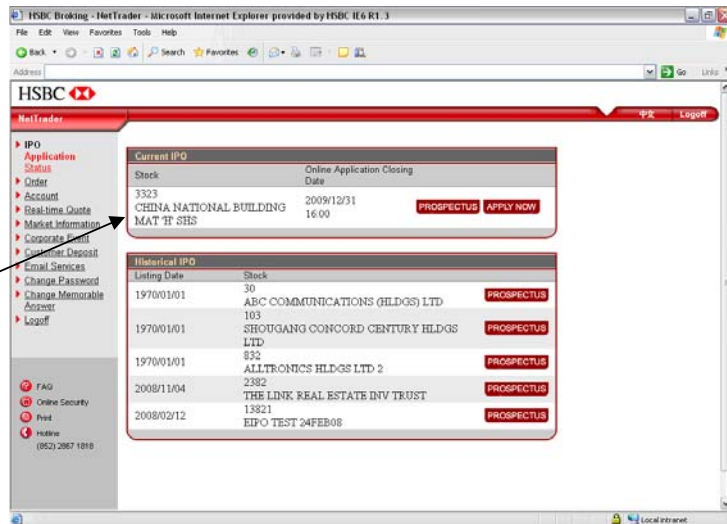 HSBC Broking - NetTrader - Microsoft Internet Explorer provided by HSBC IE6 R1.3
File Edit View Favorites Tools Help
Back Search Favorites
Address Go Links
HSBC
NetTrader 中文 Logoff
IPO
Application
Status
Order
Account
Real-time Quote
Market Information
Corporate Event
Customer Deposit
Email Services
Change Password
Change Memorable
Answer
Logoff
FAQ
Online Security
Print
Hotline
(852) 2867 1818
Current IPO
Stock Online Application Closing
Date
3323
CHINA NATIONAL BUILDING
MAT 'H' SHS
2009/12/31
16:00
PROSPECTUS APPLY NOW
Historical IPO
Listing Date Stock
1970/01/01 30
ABC COMMUNICATIONS (HLDGS) LTD PROSPECTUS
1970/01/01 103
SHOUGANG CONCORD CENTURY HLDGS
LTD PROSPECTUS
1970/01/01 832
ALLTRONICS HLDGS LTD 2 PROSPECTUS
2008/11/04 2382
THE LINK REAL ESTATE INV TRUST PROSPECTUS
2008/02/12 13821
EIPO TEST 24FEB08 PROSPECTUS
Local intranet